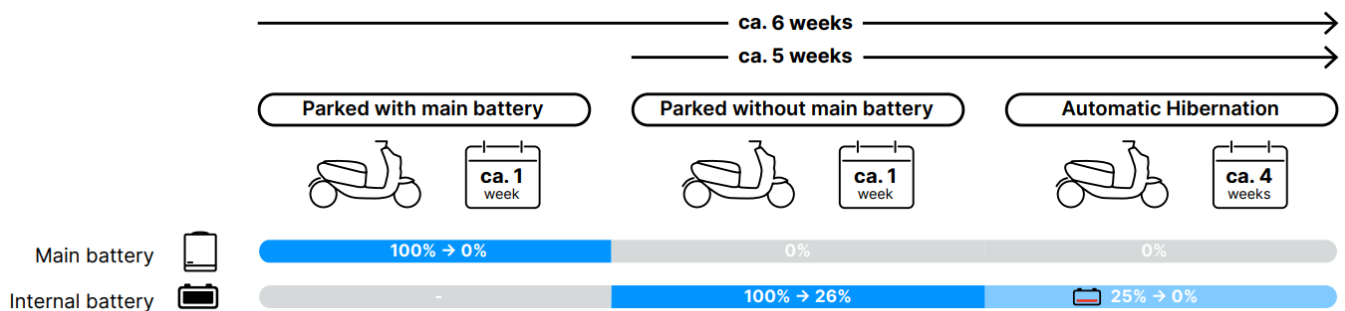 ca. 6 weeks
ca. 5 weeks
Parked with main battery
Parked without main battery
Automatic Hibernation
ca. 1
week
ca. 1
week
ca. 4
weeks
Main battery
100% → 0%
0%
0%
Internal battery
-
100% → 26%
25% → 0%